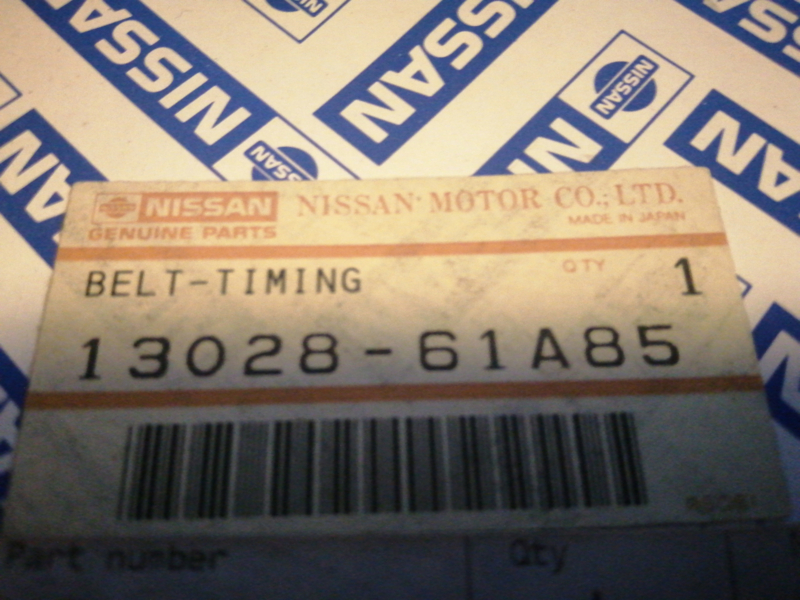 NISSAN
NISSAN
NISSAN
NISSAN
NISSAN
NISSAN
NISSAN
NISSAN NISSAN MOTOR CO.,LTD.
GENUINE PARTS MADE IN JAPAN
BELT-TIMING QTY 1
13028-61A85
Part number Qty